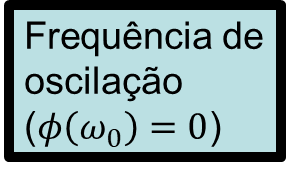 Frequência de
oscilação
(𝜙(𝜔₀) = 0)